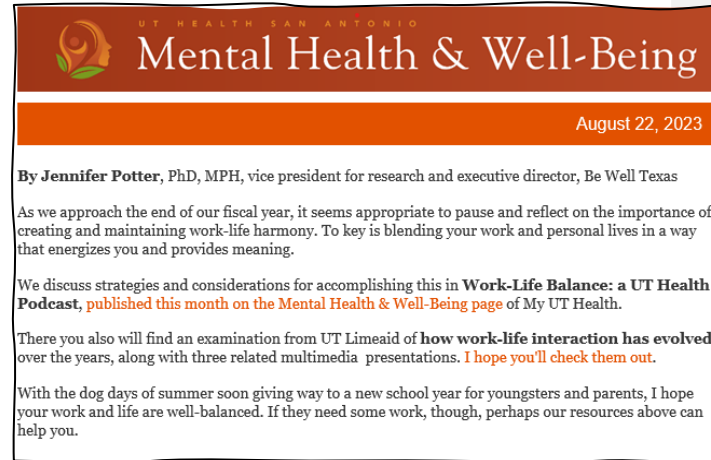 UT HEALTH SAN ANTONIO
Mental Health & Well-Being
August 22, 2023
By Jennifer Potter, PhD, MPH, vice president for research and executive director, Be Well Texas
As we approach the end of our fiscal year, it seems appropriate to pause and reflect on the importance of
creating and maintaining work-life harmony. To key is blending your work and personal lives in a way
that energizes you and provides meaning.
We discuss strategies and considerations for accomplishing this in Work-Life Balance: a UT Health
Podcast, published this month on the Mental Health & Well-Being page of My UT Health.
There you also will find an examination from UT Limeaid of how work-life interaction has evolved
over the years, along with three related multimedia presentations. I hope you'll check them out.
With the dog days of summer soon giving way to a new school year for youngsters and parents, I hope
your work and life are well-balanced. If they need some work, though, perhaps our resources above can
help you.